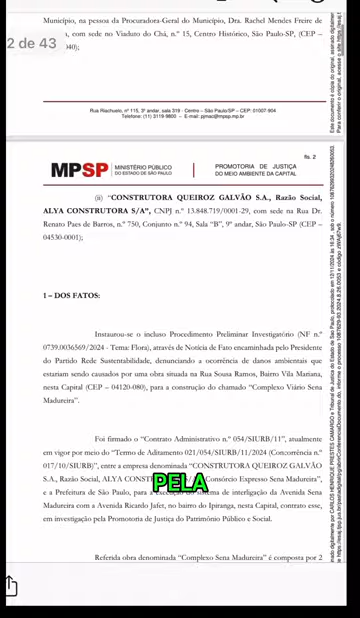 Município, na pessoa da Procuradora-Geral do Município, Dra. Rachel Mendes Freire de
com sede no Viaduto do Chá, n.º 15, Centro Histórico, São Paulo-SP, (CEP –
2 de 43
040);
Rua Riachuelo, nº 115, 3º andar, sala 319 - Centro – São Paulo/SP – CEP: 01007-904
Telefone: (11) 3119-9800 – E-mail: pjmac@mpsp.mp.br
fls. 2
MPSP MINISTÉRIO PÚBLICO
DO ESTADO DE SÃO PAULO
PROMOTORIA DE JUSTIÇA
DO MEIO AMBIENTE DA CAPITAL
(ii) “CONSTRUTORA QUEIROZ GALVÃO S.A., Razão Social,
ALYA CONSTRUTORA S/A”, CNPJ n.º 13.848.719/0001-29, com sede na Rua Dr.
Renato Paes de Barros, n.º 750, Conjunto n.º 94, Sala “B”, 9º andar, São Paulo-SP (CEP –
04530-0001);
1 – DOS FATOS:
Instaurou-se o incluso Procedimento Preliminar Investigatório (NF n.º
0739.0036569/2024 - Tema: Flora), através de Notícia de Fato encaminhado pelo Presidente
do Partido Rede Sustentabilidade, denunciando a ocorrência de danos ambientais que
estariam sendo causados por uma obra situada na Rua Sousa Ramos, Bairro Vila Mariana,
nesta Capital (CEP – 04120-080), para a construção do chamado “Complexo Viário Sena
Madureira”.
Foi firmado o “Contrato Administrativo n.º 054/SIURB/11”, atualmente
em vigor por meio do “Termo de Aditamento 021/054/SIURB/11/2024 (Concorrência n.º
017/10/SIURB)”, entre a empresa denominada “CONSTRUTORA QUEIROZ GALVÃO
S.A., Razão Social, ALYA CONST Consórcio Expresso Sena Madureira”,
PELA
e a Prefeitura de São Paulo, para a sistema de interligação da Avenida Sena
Madureira com a Avenida Ricardo Jafet, no bairro do Ipiranga, nesta Capital, contrato esse,
em investigação pela Promotoria de Justiça do Patrimônio Público e Social.
Referida obra denominada “Complexo Sena Madureira” é composta por 2